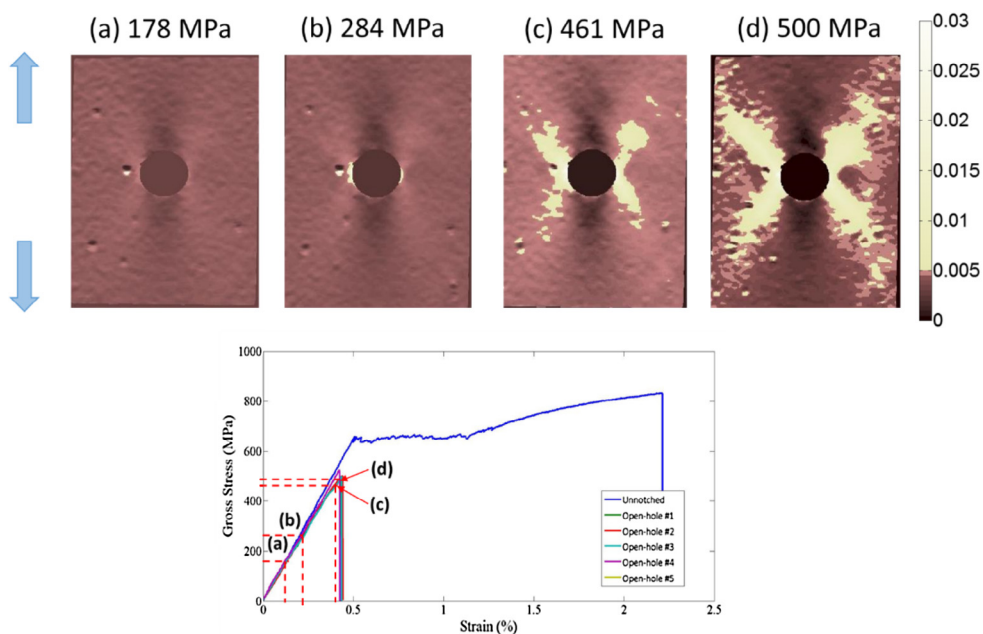 (a) 178 MPa
(b) 284 MPa
(c) 461 MPa
(d) 500 MPa
0.03
0.025
0.02
0.015
0.01
0.005
0
1000
800
600
400
200
0
Gross Stress (MPa)
(a)
(b)
(d)
(c)
Unnotched
Open-hole #1
Open-hole #2
Open-hole #3
Open-hole #4
Open-hole #5
0
0.5
1
1.5
2
2.5
Strain (%)